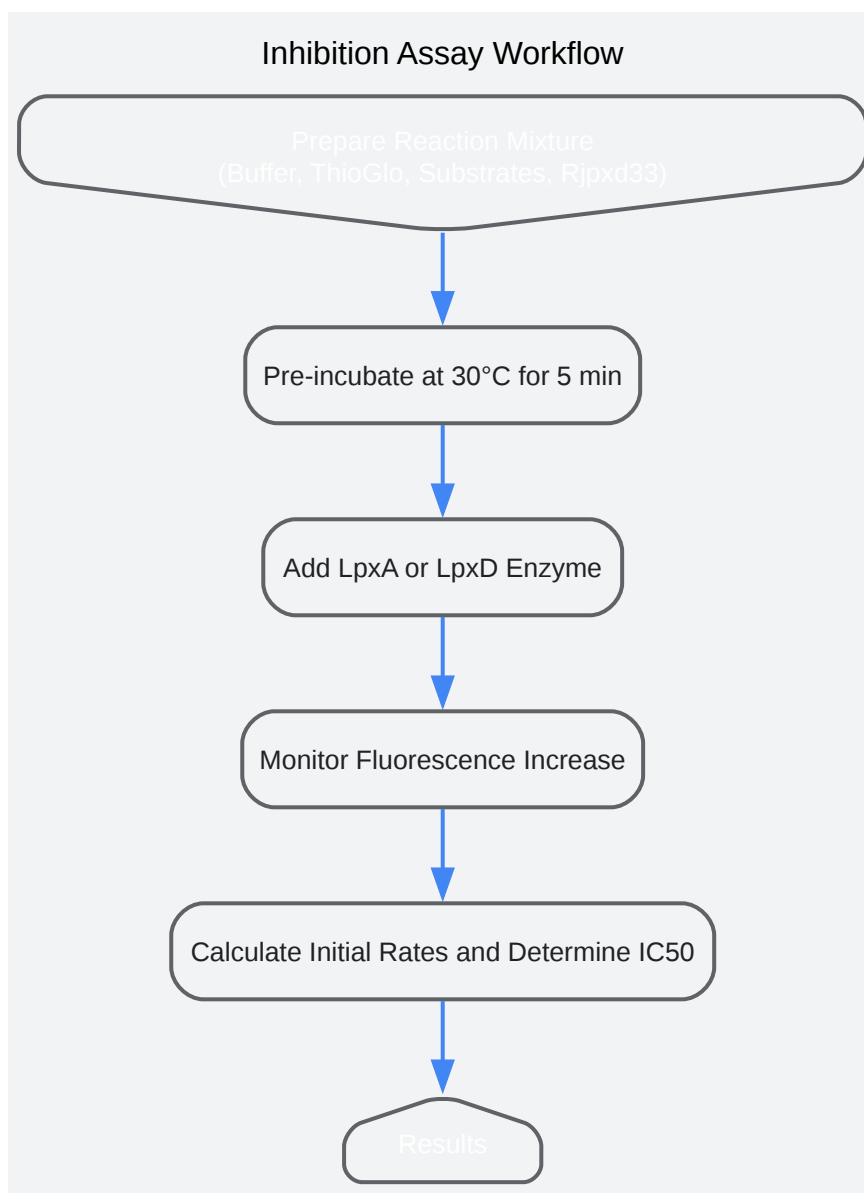 Inhibition Assay Workflow
Prepare Reaction Mixture
(Buffer, ThioGlo, Substrates, Rjpxd33)
Pre-incubate at 30°C for 5 min
Add LpxA or LpxD Enzyme
Monitor Fluorescence Increase
Calculate Initial Rates and Determine IC50
Results